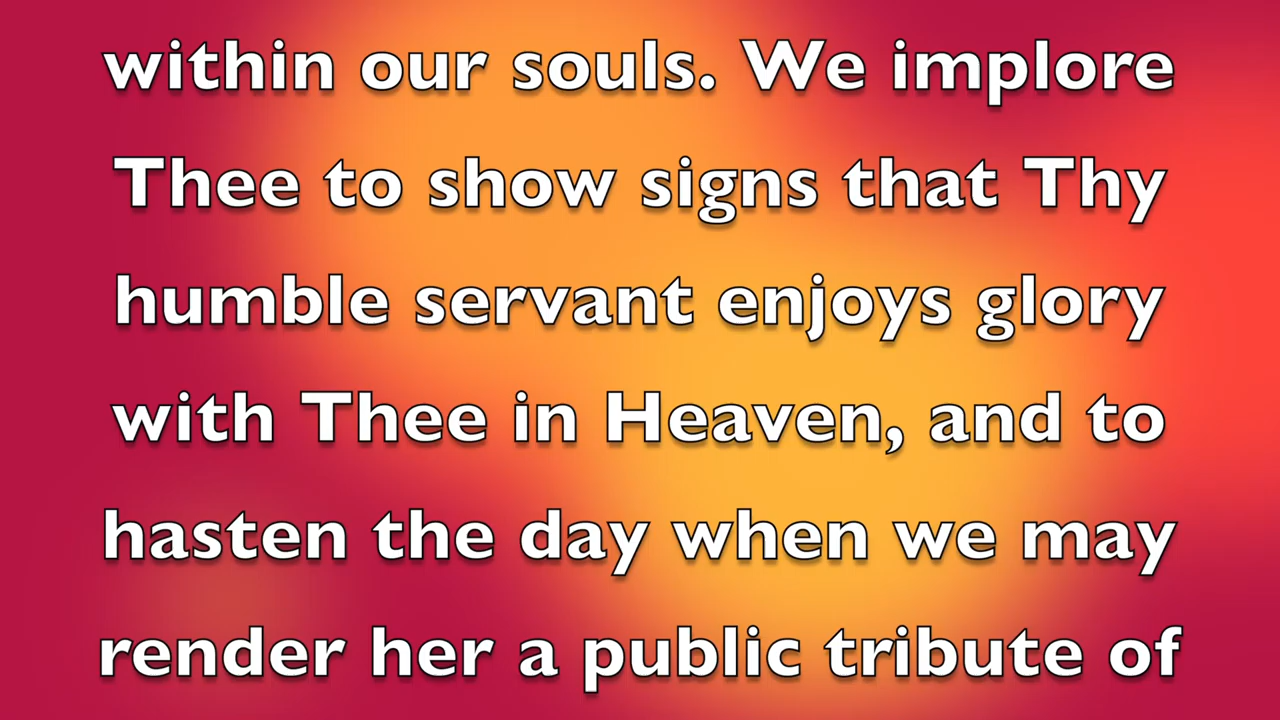 within our souls. We implore
Thee to show signs that Thy
humble servant enjoys glory
with Thee in Heaven, and to
hasten the day when we may
render her a public tribute of